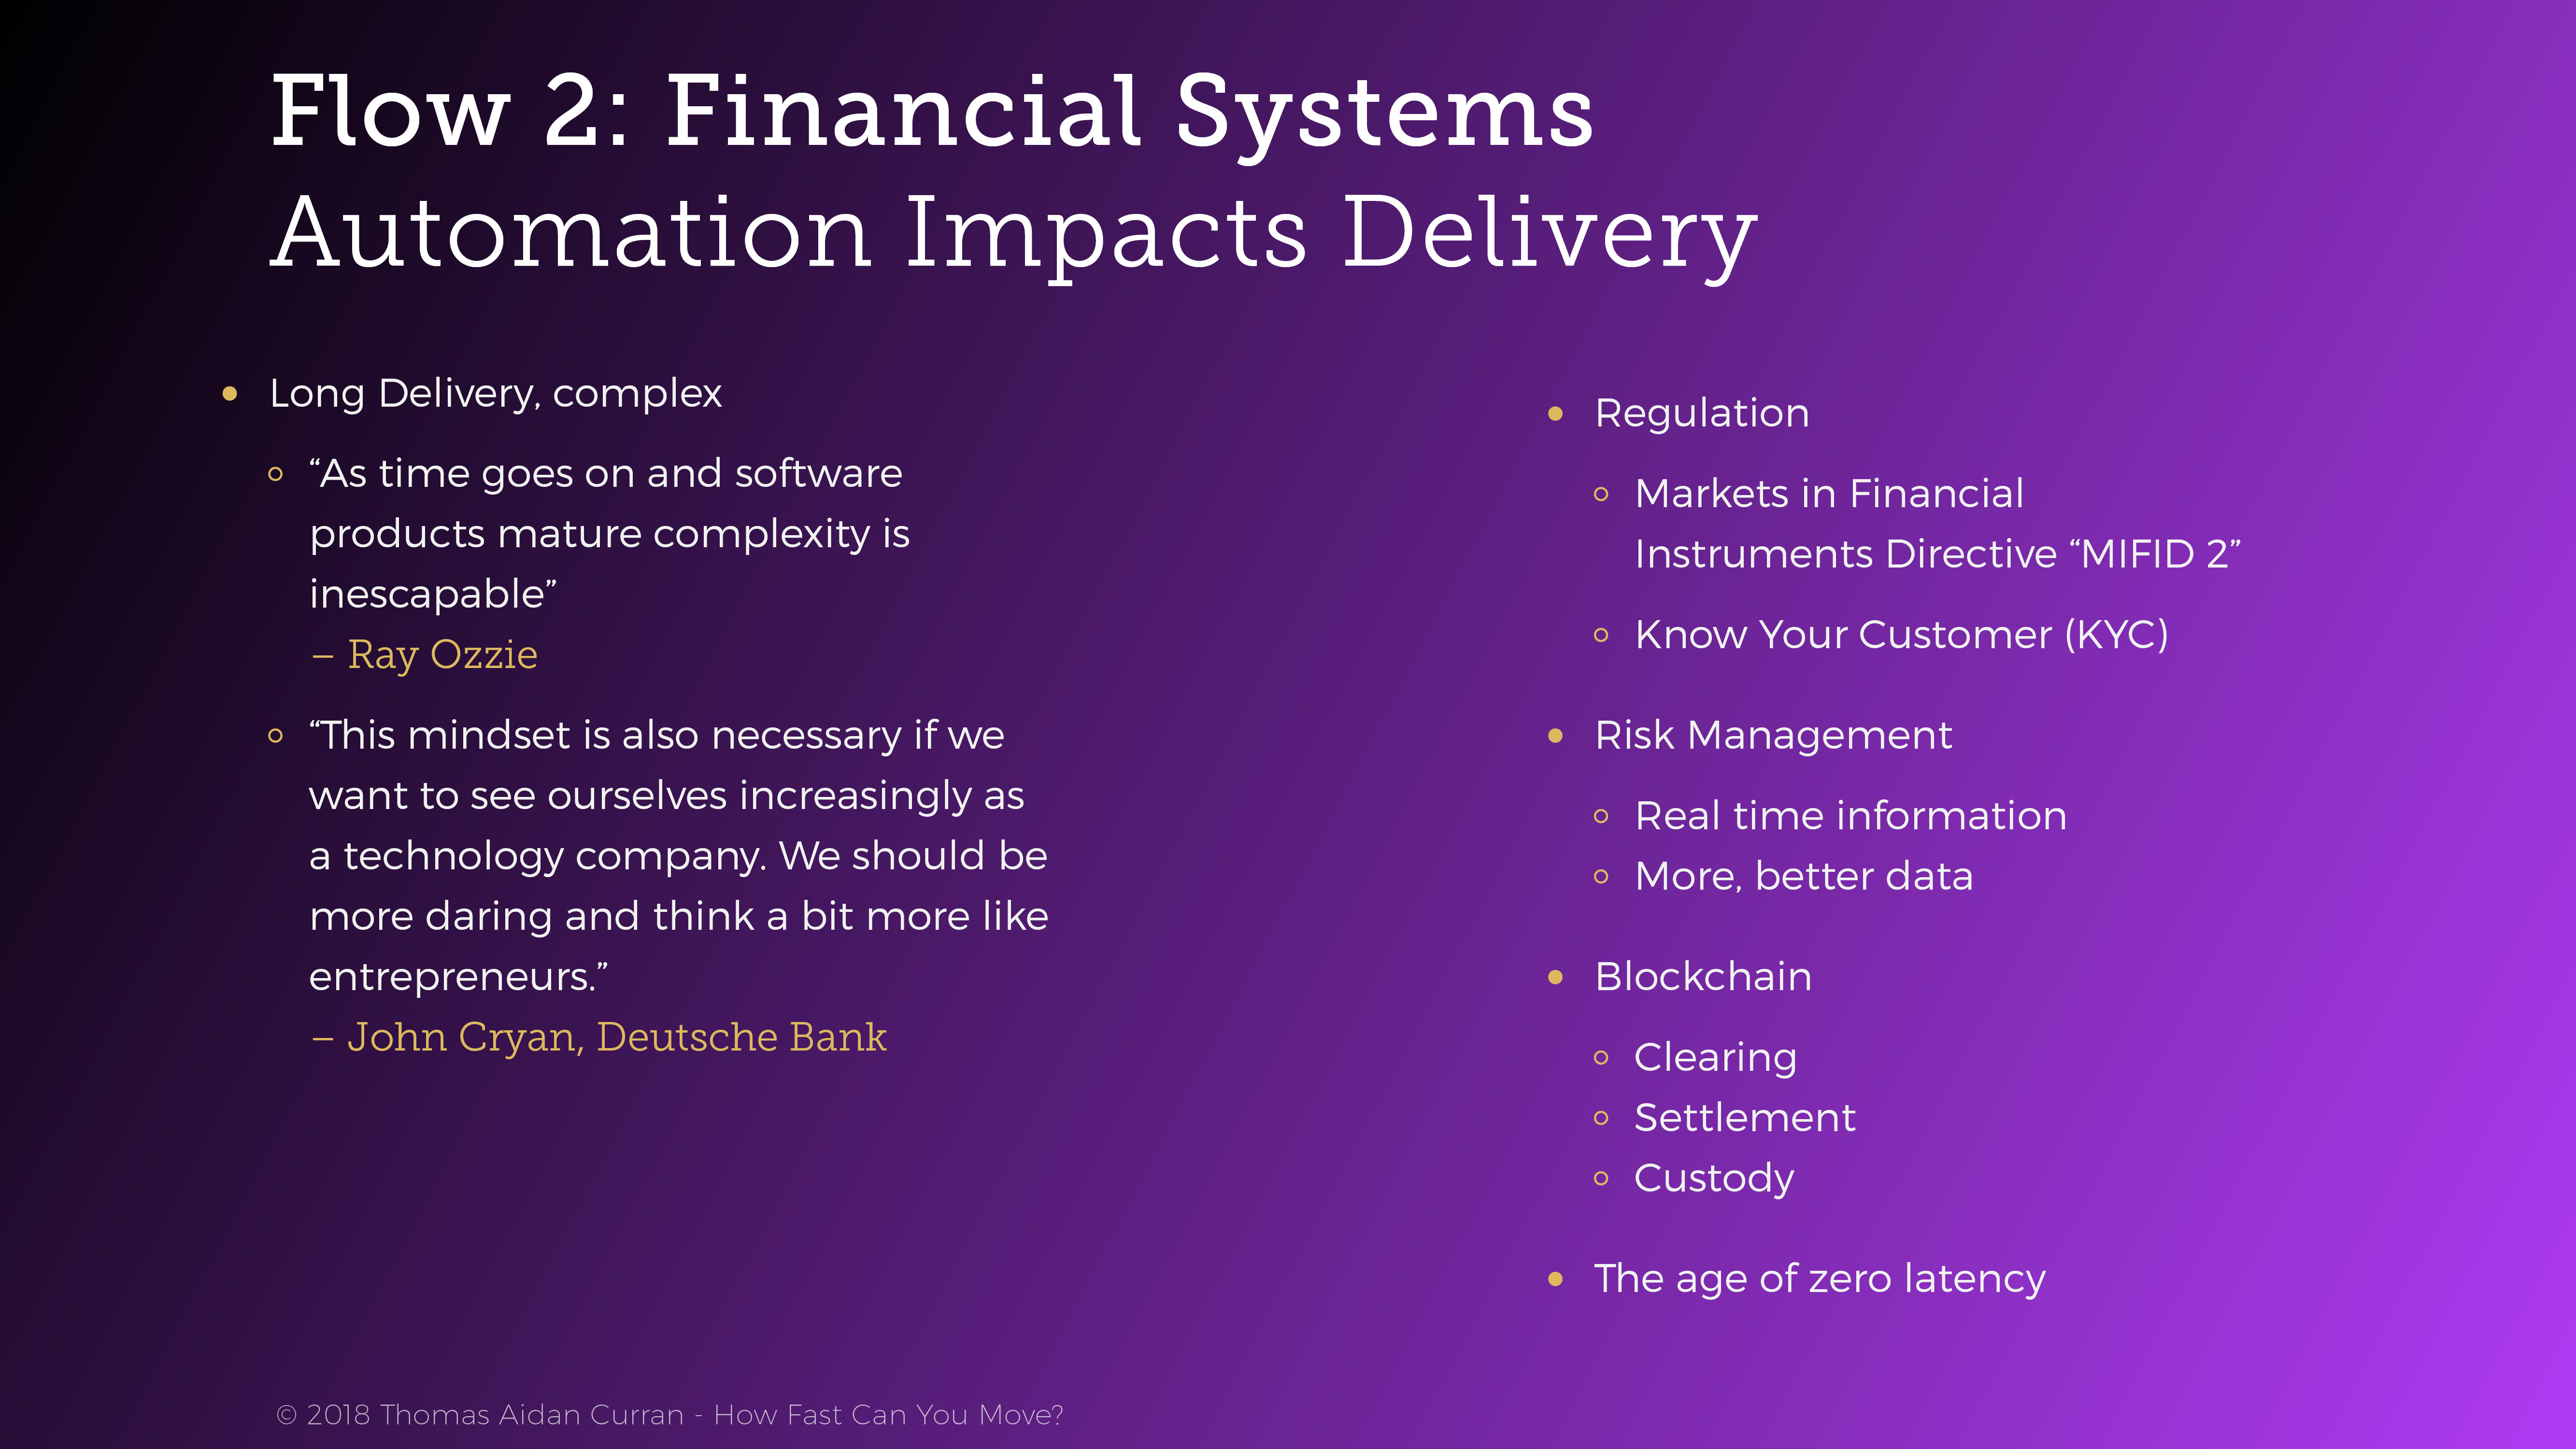 Flow 2: Financial Systems
Automation Impacts Delivery
• Long Delivery, complex
◦ “As time goes on and software
products mature complexity is
inescapable”
– Ray Ozzie
◦ “This mindset is also necessary if we
want to see ourselves increasingly as
a technology company. We should be
more daring and think a bit more like
entrepreneurs.”
– John Cryan, Deutsche Bank
• Regulation
◦ Markets in Financial
Instruments Directive “MIFID 2”
◦ Know Your Customer (KYC)
• Risk Management
◦ Real time information
◦ More, better data
• Blockchain
◦ Clearing
◦ Settlement
◦ Custody
• The age of zero latency
© 2018 Thomas Aidan Curran - How Fast Can You Move?